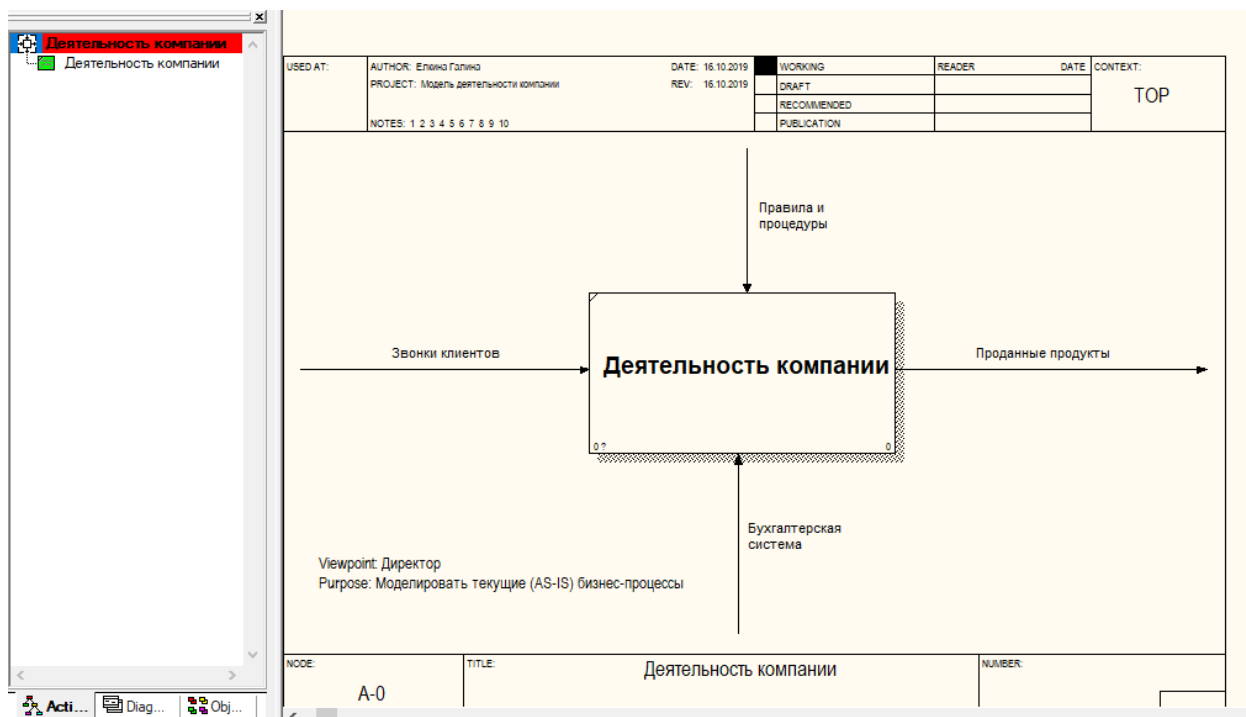 Деятельность компании
Деятельность компании
Acti...
Diag...
Obj...
USED AT:
AUTHOR: Елкина Галина
DATE: 16.10.2019
PROJECT: Модель деятельности компании
REV: 16.10.2019
NOTES: 1 2 3 4 5 6 7 8 9 10
WORKING
DRAFT
RECOMMENDED
PUBLICATION
READER
DATE
CONTEXT:
TOP
Правила и
процедуры
Звонки клиентов
Деятельность компании
0 ?
0
Проданные продукты
Бухгалтерская
система
Viewpoint: Директор
Purpose: Моделировать текущие (AS-IS) бизнес-процессы
NODE:
A-0
TITLE:
Деятельность компании
NUMBER: